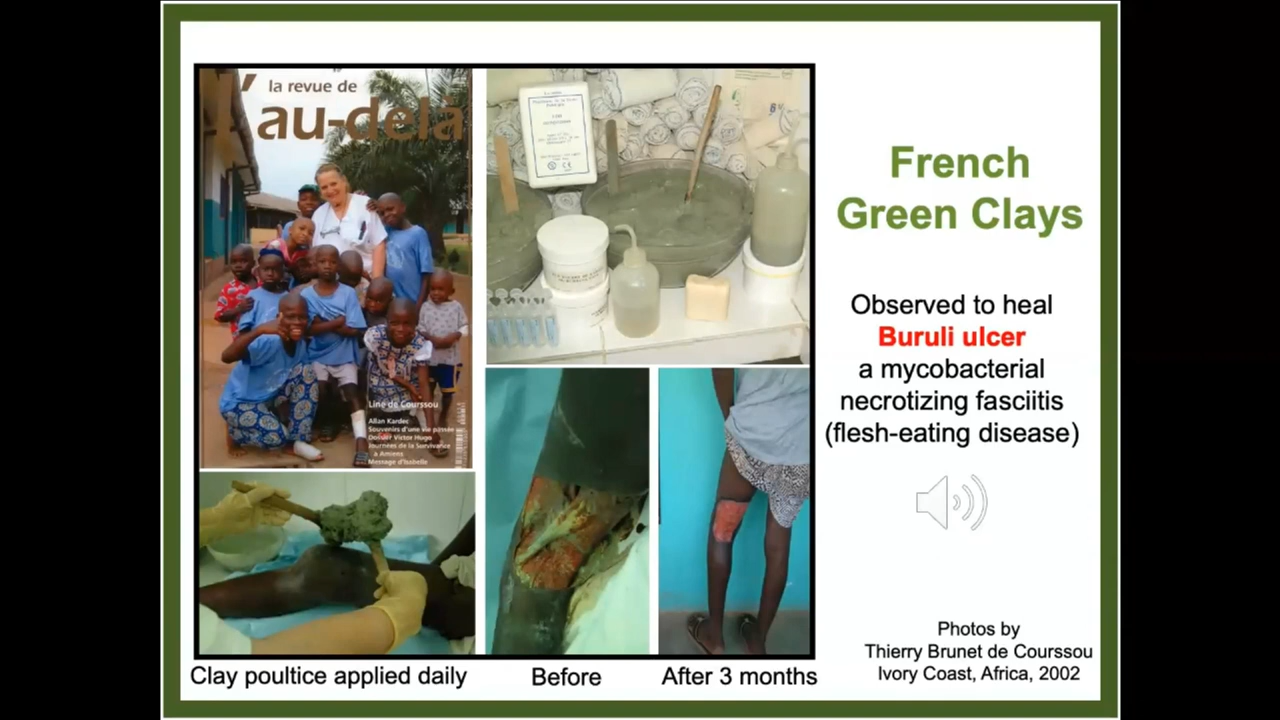 la revue de
l'au-delà
Line de Courssou
Allan Kardec
Souvenirs d'une vie passée
Dossier Victor Hugo
Journées de la Survivance
à Amiens
Message d'Isabelle
French
Green Clays
Observed to heal
Buruli ulcer
a mycobacterial
necrotizing fasciitis
(flesh-eating disease)
Photos by
Thierry Brunet de Courssou
Ivory Coast, Africa, 2002
Clay poultice applied daily
Before
After 3 months